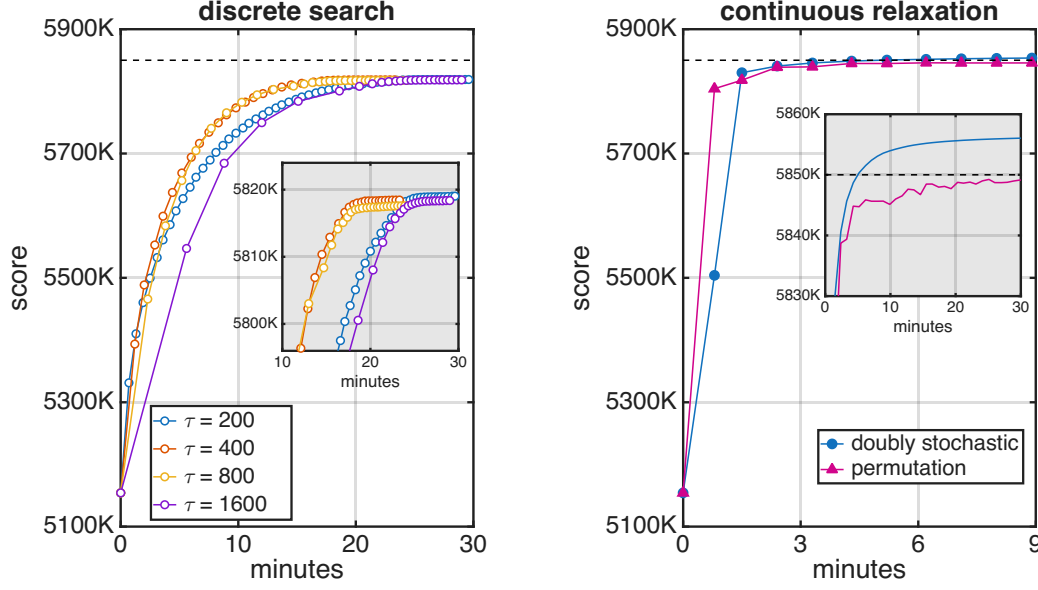 discrete search
5900K
5700K
5500K
5300K
5100K
score
0
10
20
30
minutes
5820K
5810K
5800K
10
20
30
minutes
τ = 200
τ = 400
τ = 800
τ = 1600
continuous relaxation
5900K
5700K
5500K
5300K
5100K
score
0
3
6
9
minutes
5860K
5850K
5840K
5830K
0
10
20
30
minutes
doubly stochastic
permutation